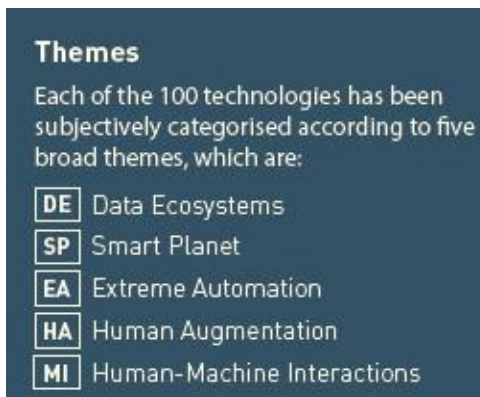 Themes
Each of the 100 technologies has been
subjectively categorised according to five
broad themes, which are:
DE Data Ecosystems
SP Smart Planet
EA Extreme Automation
HA Human Augmentation
MI Human-Machine Interactions